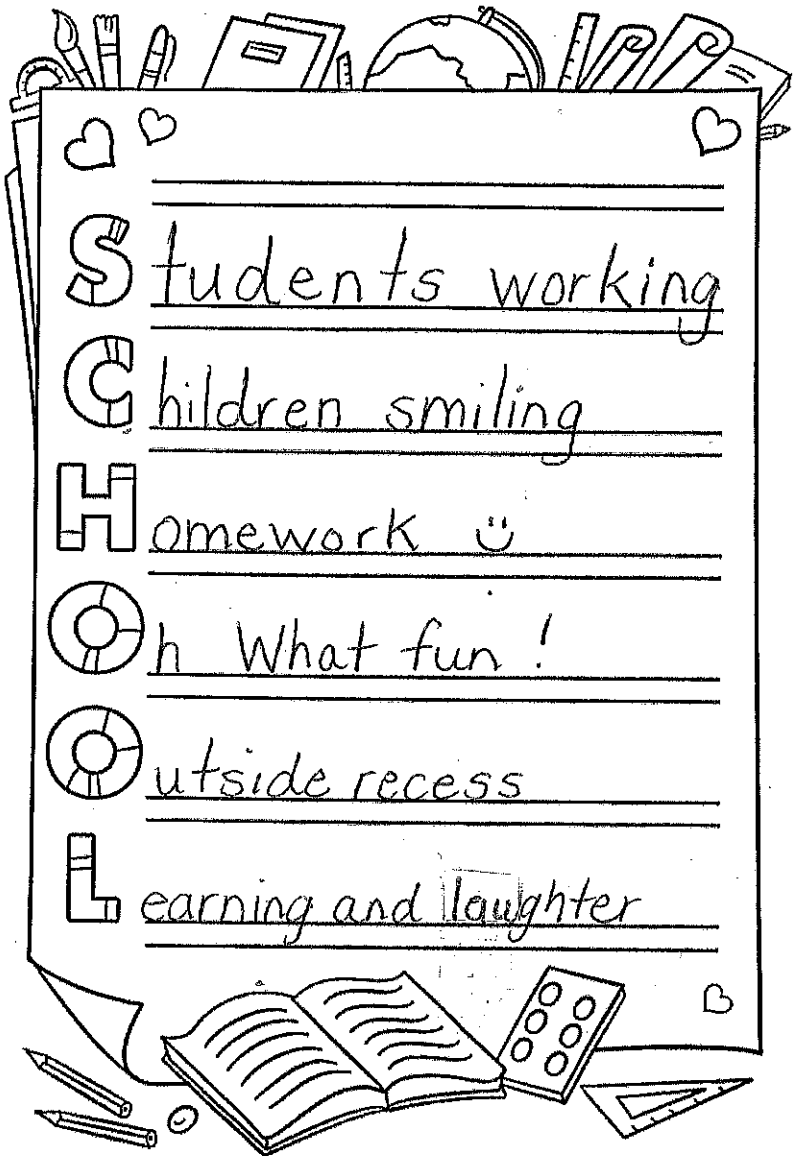 Students working
Children smiling
Homework ü
Oh What fun !
Outside recess
Learning and laughter